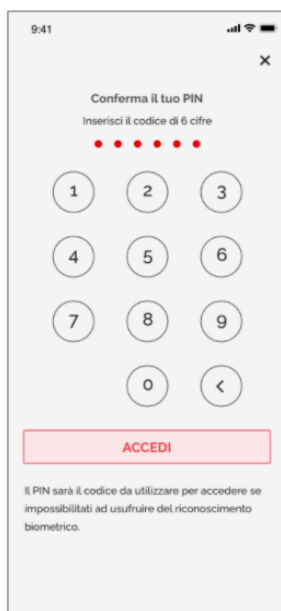 9:41
Conferma il tuo PIN
Inserisci il codice di 6 cifre
1 2 3
4 5 6
7 8 9
0 <
ACCEDI
IL PIN sarà il codice da utilizzare per accedere se
impossibilitati ad usufruire del riconoscimento
biometrico.